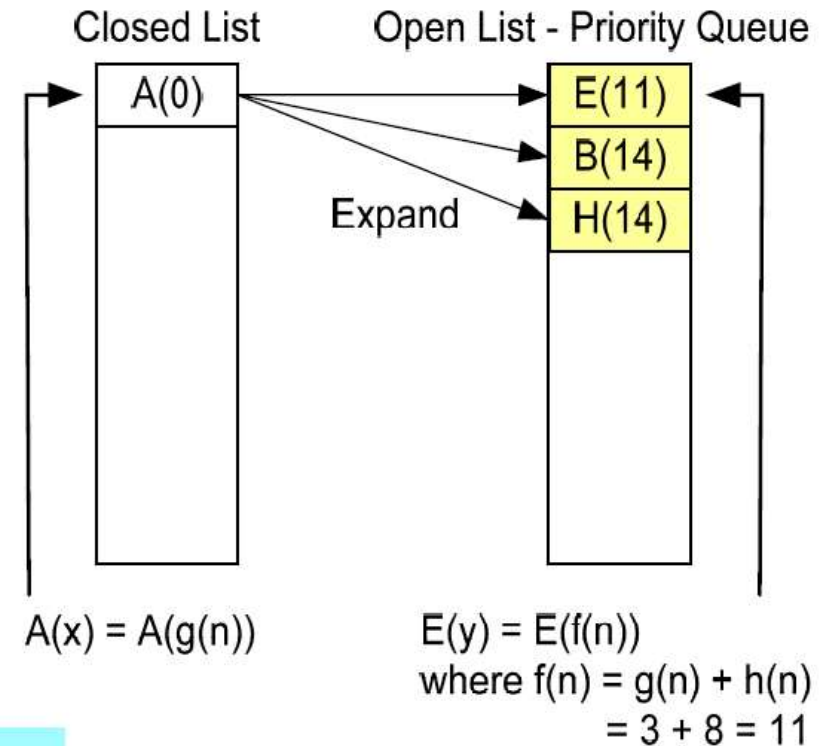 Closed List
Open List - Priority Queue
A(0)
E(11)
B(14)
H(14)
Expand
A(x) = A(g(n))
E(y) = E(f(n))
where f(n) = g(n) + h(n)
= 3 + 8 = 11